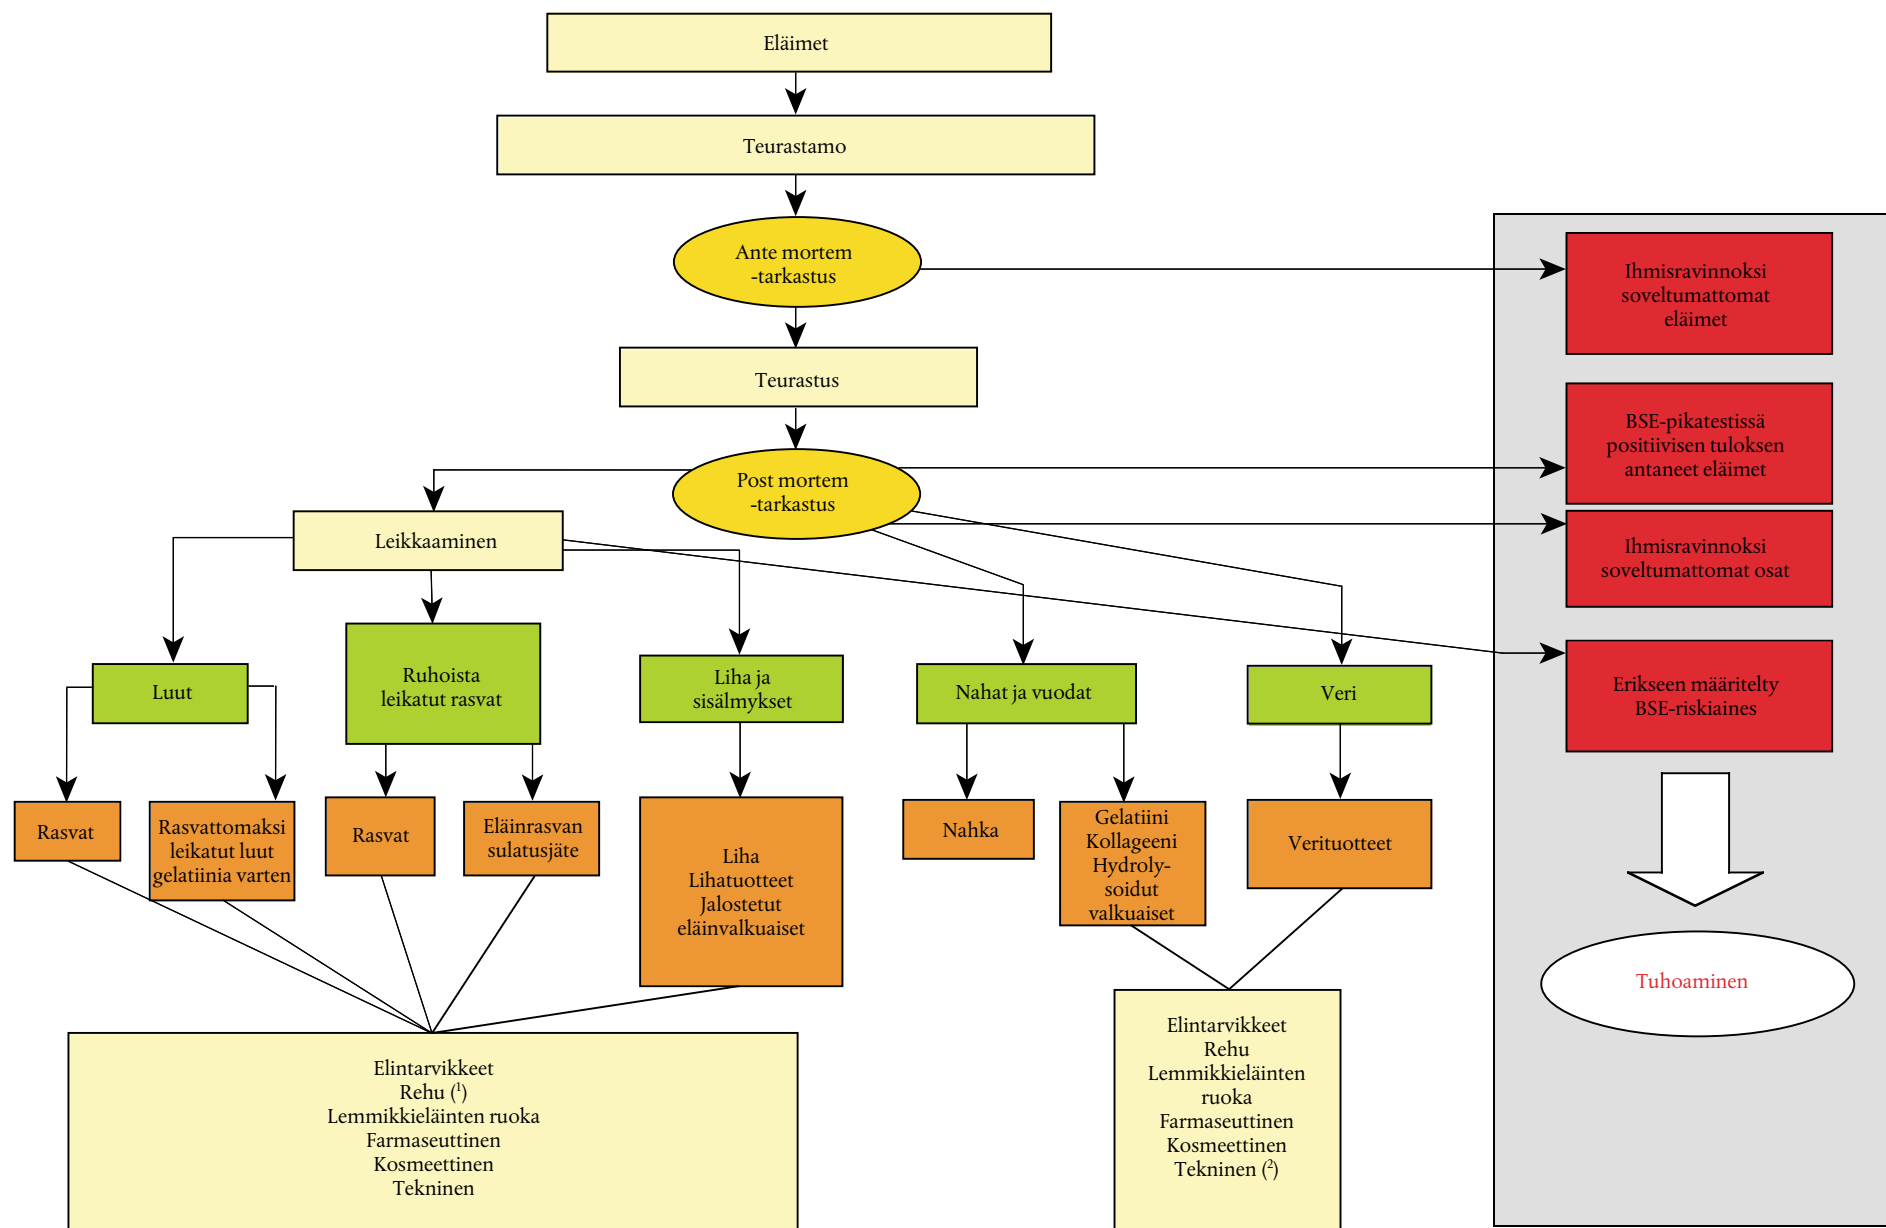 Eläimet
Teurastamo
Ante mortem
-tarkastus
Ihmisravinnoksi
soveltumattomat
eläimet
Teurastus
BSE-pikatestissä
positiivisen tuloksen
antaneet eläimet
Post mortem
-tarkastus
Leikkaaminen
Ihmisravinnoksi
soveltumattomat osat
Luut
Ruhoista
leikatut rasvat
Liha ja
sisälmykset
Nahat ja vuodat
Veri
Erikseen määritelty
BSE-riskiaines
Rasvat
Rasvattomaksi
leikatut luut
gelatiinia varten
Rasvat
Eläinrasvan
sulatusjäte
Liha
Lihatuotteet
Jalostetut
eläinvalkuaiset
Nahka
Gelatiini
Kollageeni
Hydroly-
soidut
valkuaiset
Verituotteet
Tuhoaminen
Elintarvikkeet
Rehu (¹)
Lemmikkieläinten ruoka
Farmaseuttinen
Kosmeettinen
Tekninen
Elintarvikkeet
Rehu
Lemmikkieläinten
ruoka
Farmaseuttinen
Kosmeettinen
Tekninen (²)